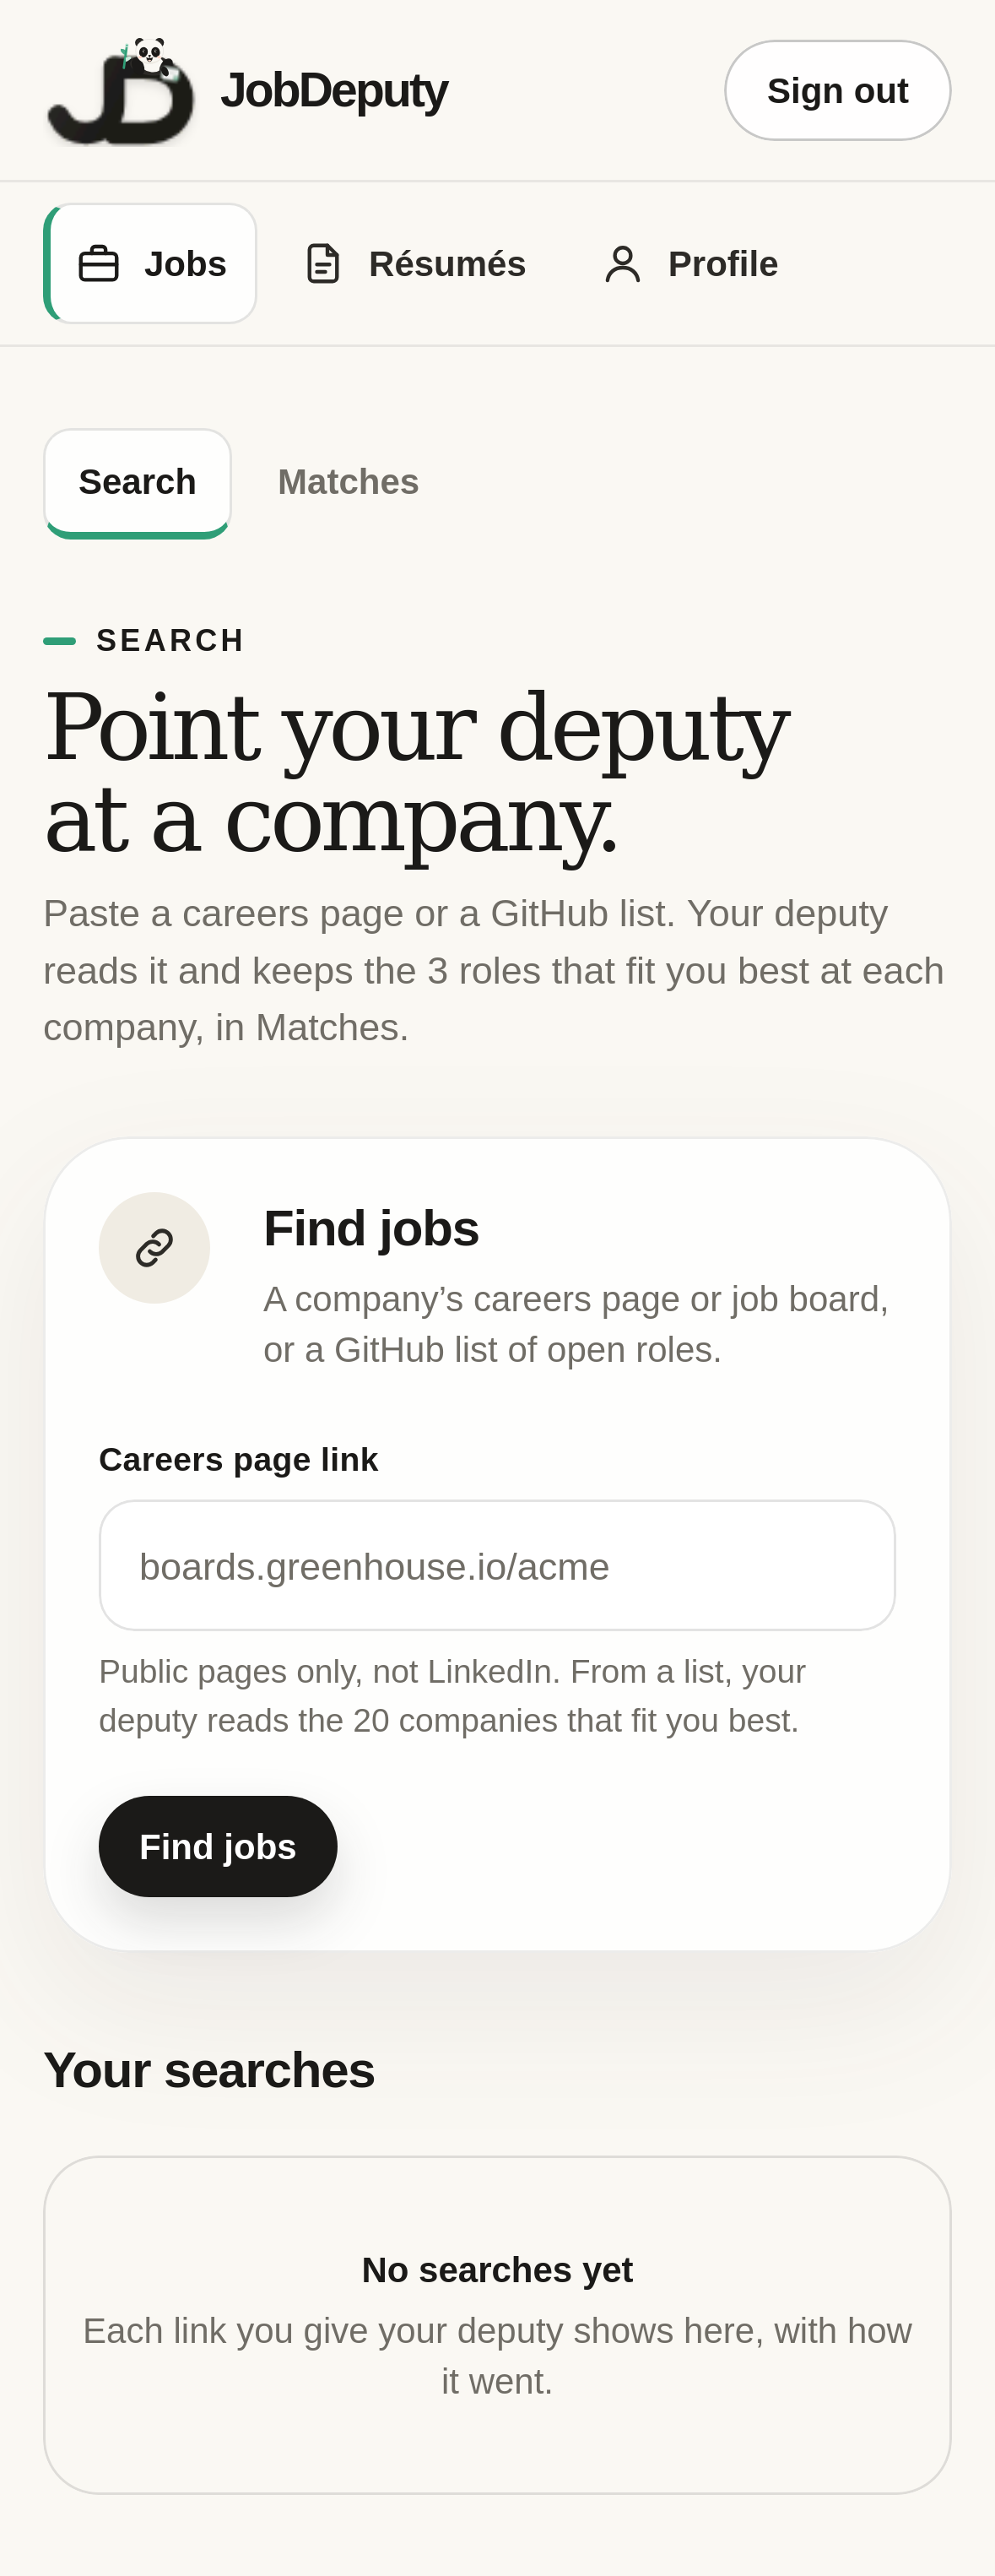 JD
JobDeputy
Sign out
Jobs
Résumés
Profile
Search
Matches
SEARCH
Point your deputy
at a company.
Paste a careers page or a GitHub list. Your deputy
reads it and keeps the 3 roles that fit you best at each
company, in Matches.
Find jobs
A company’s careers page or job board,
or a GitHub list of open roles.
Careers page link
boards.greenhouse.io/acme
Public pages only, not LinkedIn. From a list, your
deputy reads the 20 companies that fit you best.
Find jobs
Your searches
No searches yet
Each link you give your deputy shows here, with how
it went.